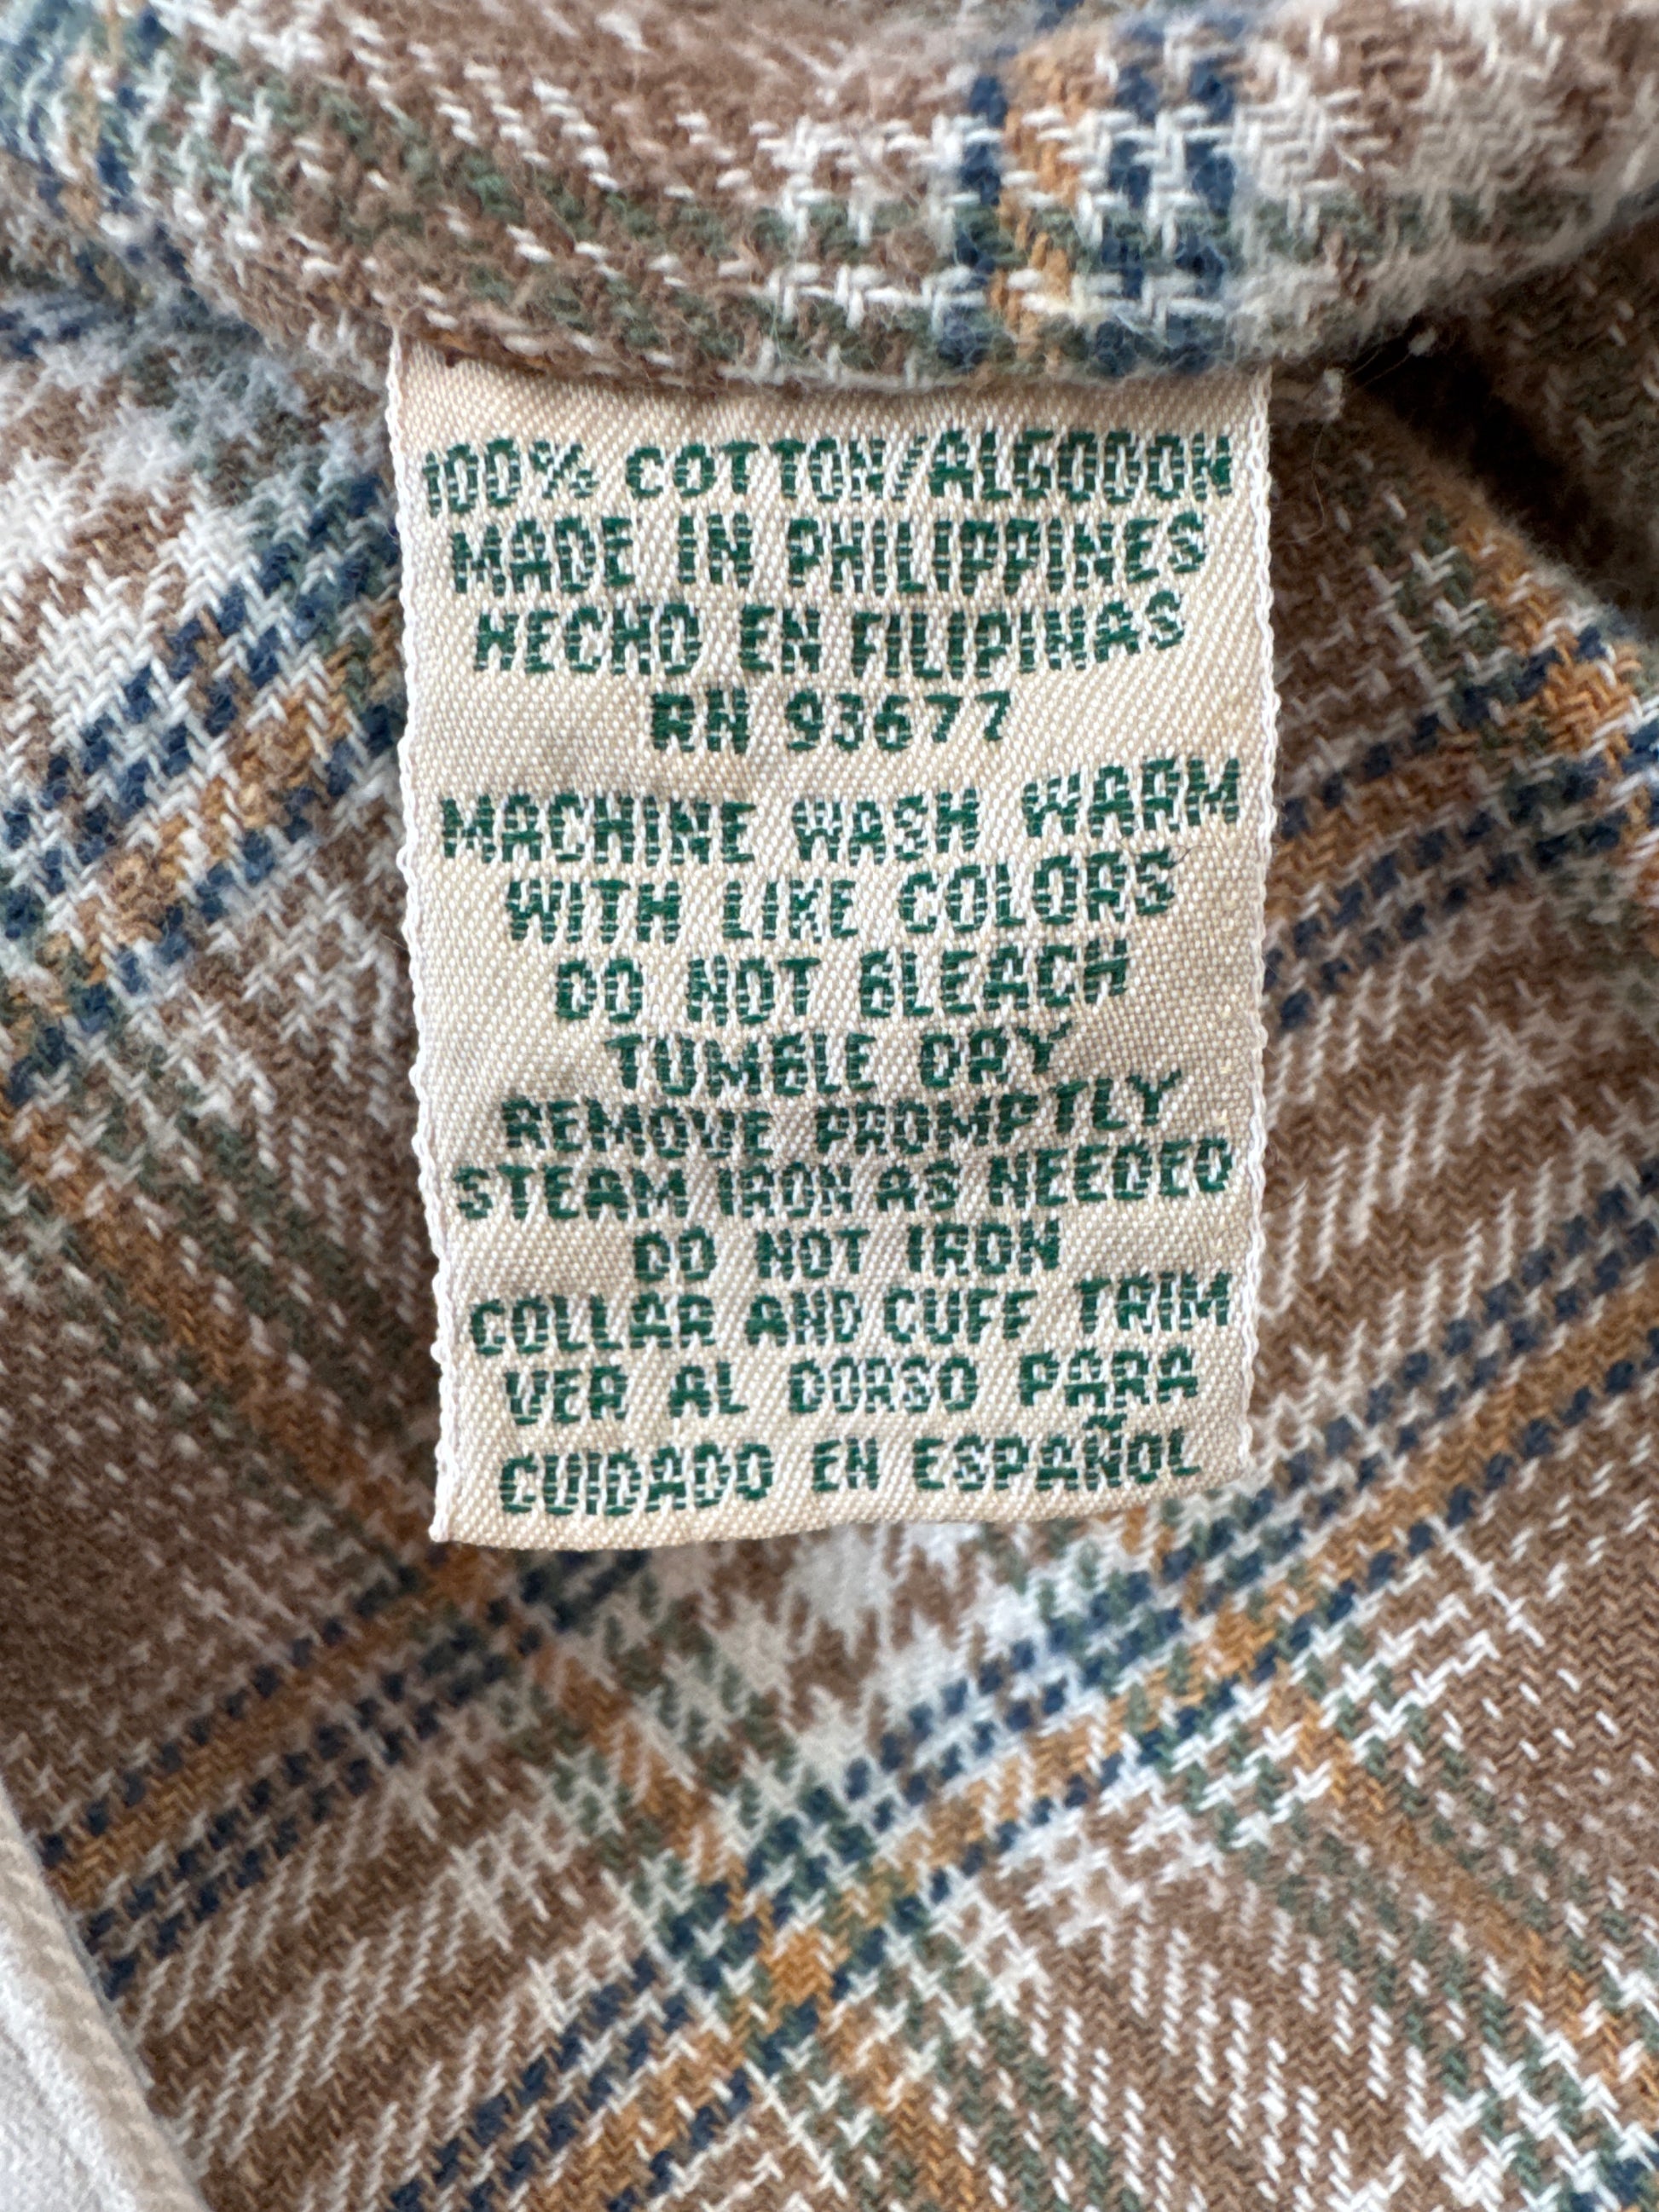 100% COTTON/ALGODON
MADE IN PHILIPPINES
HECHO EN FILIPINAS
RN 93677
MACHINE WASH WARM
WITH LIKE COLORS
DO NOT BLEACH
TUMBLE DRY
REMOVE PROMPTLY
STEAM IRON AS NEEDED
DO NOT IRON
COLLAR AND CUFF TRIM
VER AL DORSO PARA
CUIDADO EN ESPAÑOL